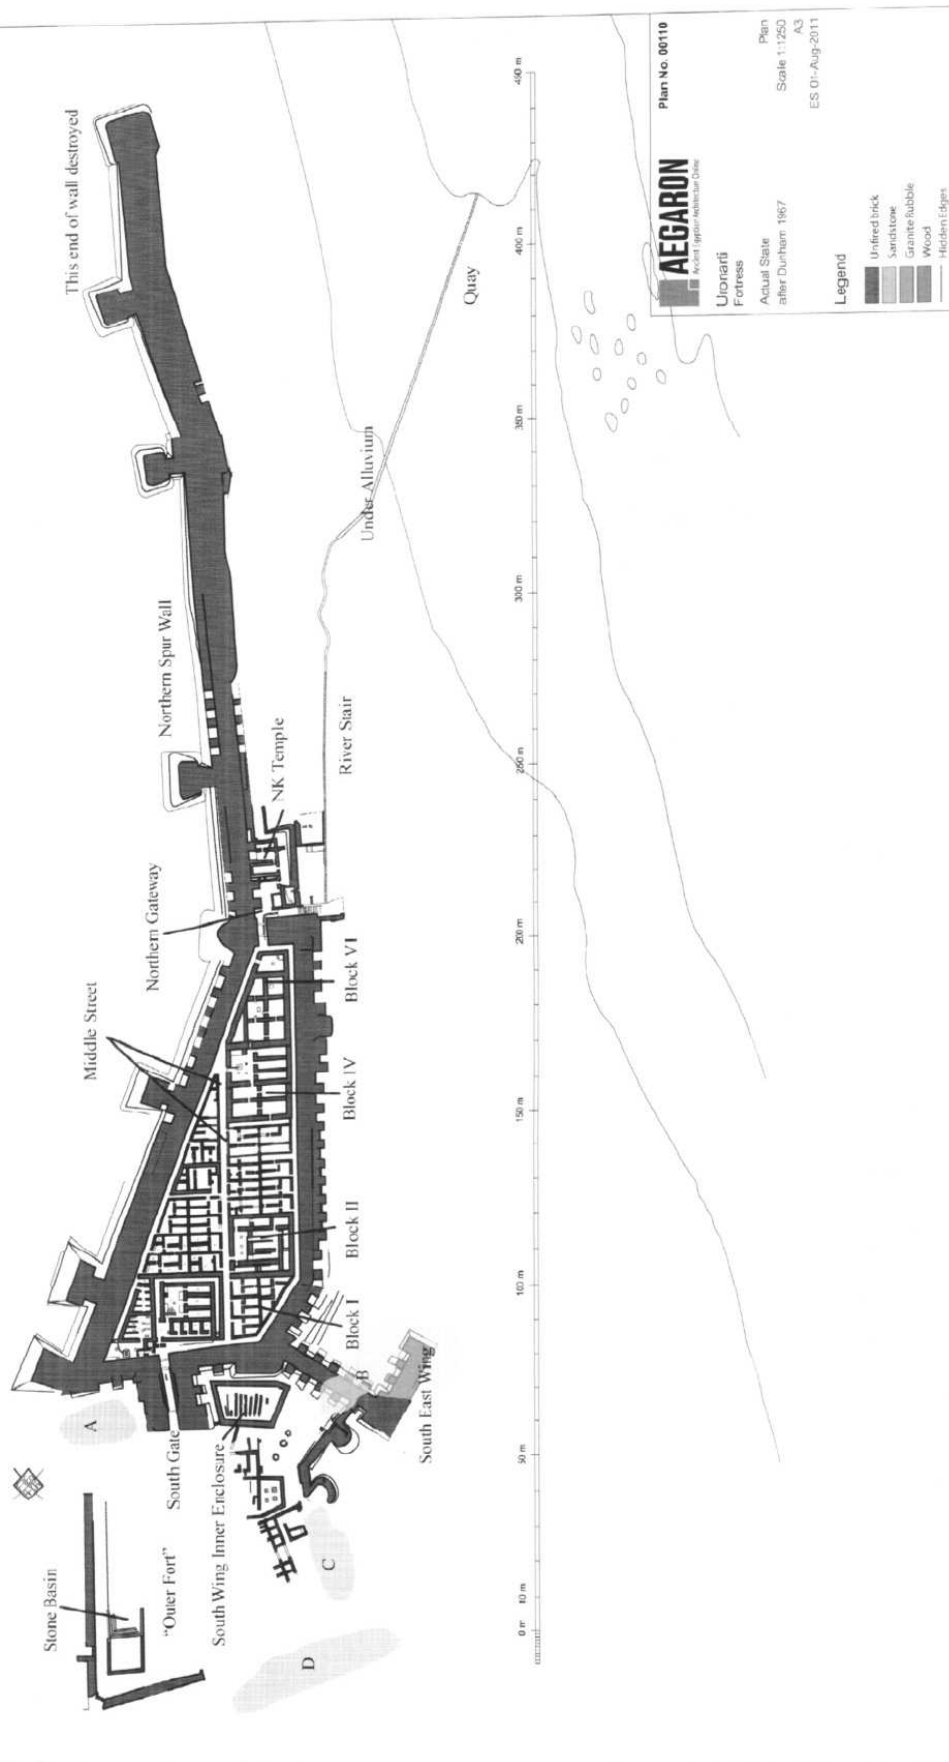 This end of wall destroyed
Northern Spur Wall
Northern Gateway
NK Temple
River Stair
Under Alluvium
Quay
Middle Street
Block VI
Block IV
Block II
Block I
A
B
South Gate
South Wing Inner Enclosure
South East Wing
Stone Basin
"Outer Fort"
C
D
0 m
10 m
50 m
100 m
150 m
200 m
250 m
300 m
350 m
400 m
450 m
AEGARON
Ancient Egyptian Architecture Online
Plan No. 00110
Uronarti
Fortress
Plan
Actual State
Scale 1:1250
after Dunham 1967
A3
ES 01-Aug-2011
Legend
Unfired brick
Sandstone
Granite Rubble
Wood
Hidden Edges